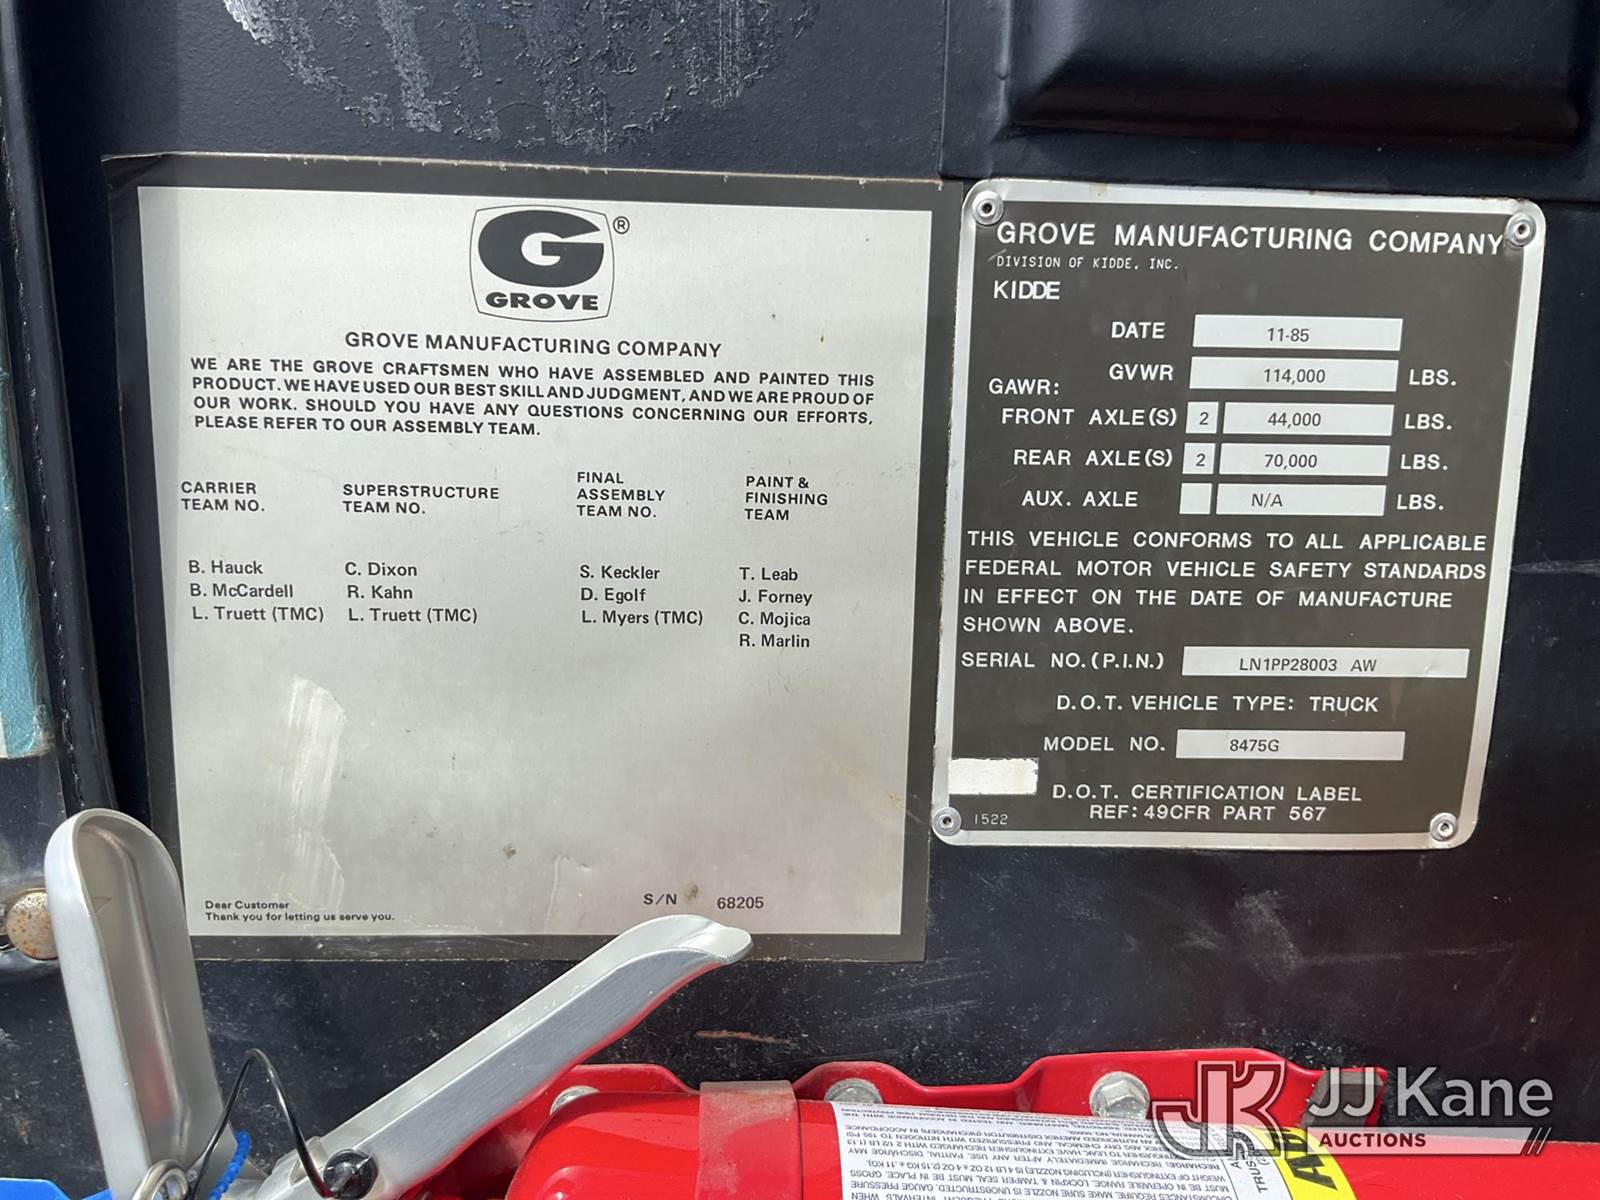 G ®
GROVE
GROVE MANUFACTURING COMPANY
WE ARE THE GROVE CRAFTSMEN WHO HAVE ASSEMBLED AND PAINTED THIS
PRODUCT. WE HAVE USED OUR BEST SKILL AND JUDGMENT, AND WE ARE PROUD OF
OUR WORK. SHOULD YOU HAVE ANY QUESTIONS CONCERNING OUR EFFORTS,
PLEASE REFER TO OUR ASSEMBLY TEAM.
CARRIER
TEAM NO.
B. Hauck
B. McCardell
L. Truett (TMC)
SUPERSTRUCTURE
TEAM NO.
C. Dixon
R. Kahn
L. Truett (TMC)
FINAL
ASSEMBLY
TEAM NO.
S. Keckler
D. Egolf
L. Myers (TMC)
PAINT &
FINISHING
TEAM
T. Leab
J. Forney
C. Mojica
R. Marlin
Dear Customer
Thank you for letting us serve you.
S/N 68205
GROVE MANUFACTURING COMPANY
DIVISION OF KIDDE, INC.
KIDDE
DATE 11-85
GVWR 114,000 LBS.
GAWR:
FRONT AXLE(S) 2 44,000 LBS.
REAR AXLE(S) 2 70,000 LBS.
AUX. AXLE N/A LBS.
THIS VEHICLE CONFORMS TO ALL APPLICABLE
FEDERAL MOTOR VEHICLE SAFETY STANDARDS
IN EFFECT ON THE DATE OF MANUFACTURE
SHOWN ABOVE.
SERIAL NO.(P.I.N.) LN1PP28003 AW
D.O.T. VEHICLE TYPE: TRUCK
MODEL NO. 8475G
D.O.T. CERTIFICATION LABEL
REF: 49CFR PART 567
1522
JK JJ Kane
AUCTIONS